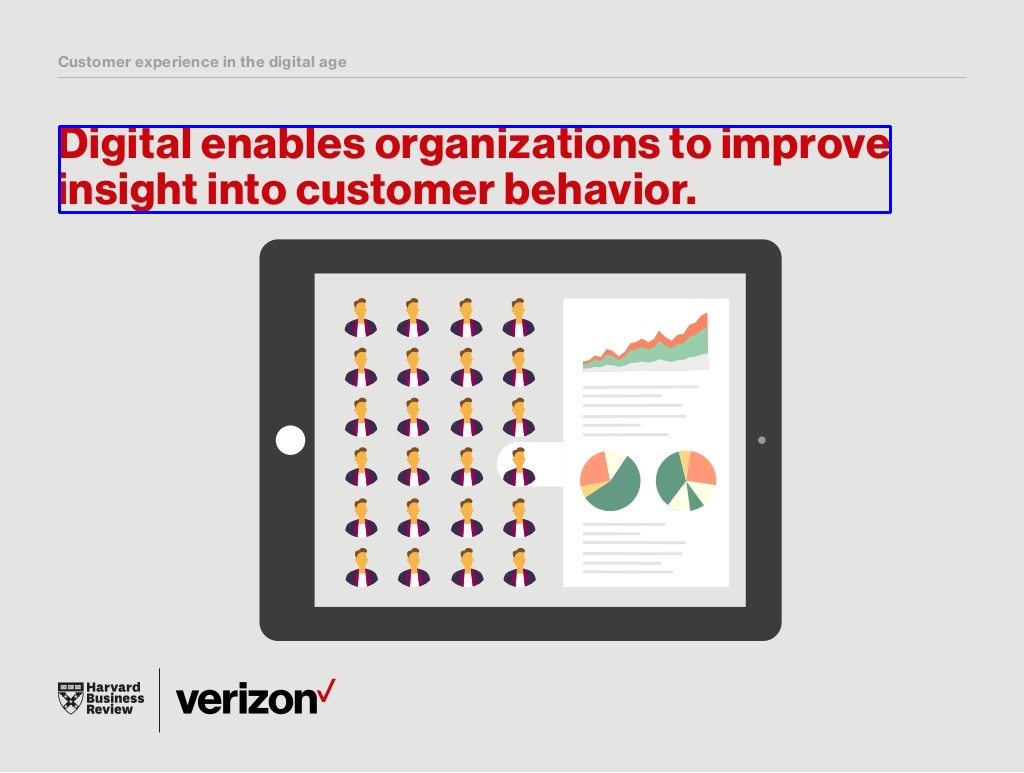 Customer experience in the digital age
Digital enables organizations to improve
insight into customer behavior.
Harvard
Business
Review
verizon